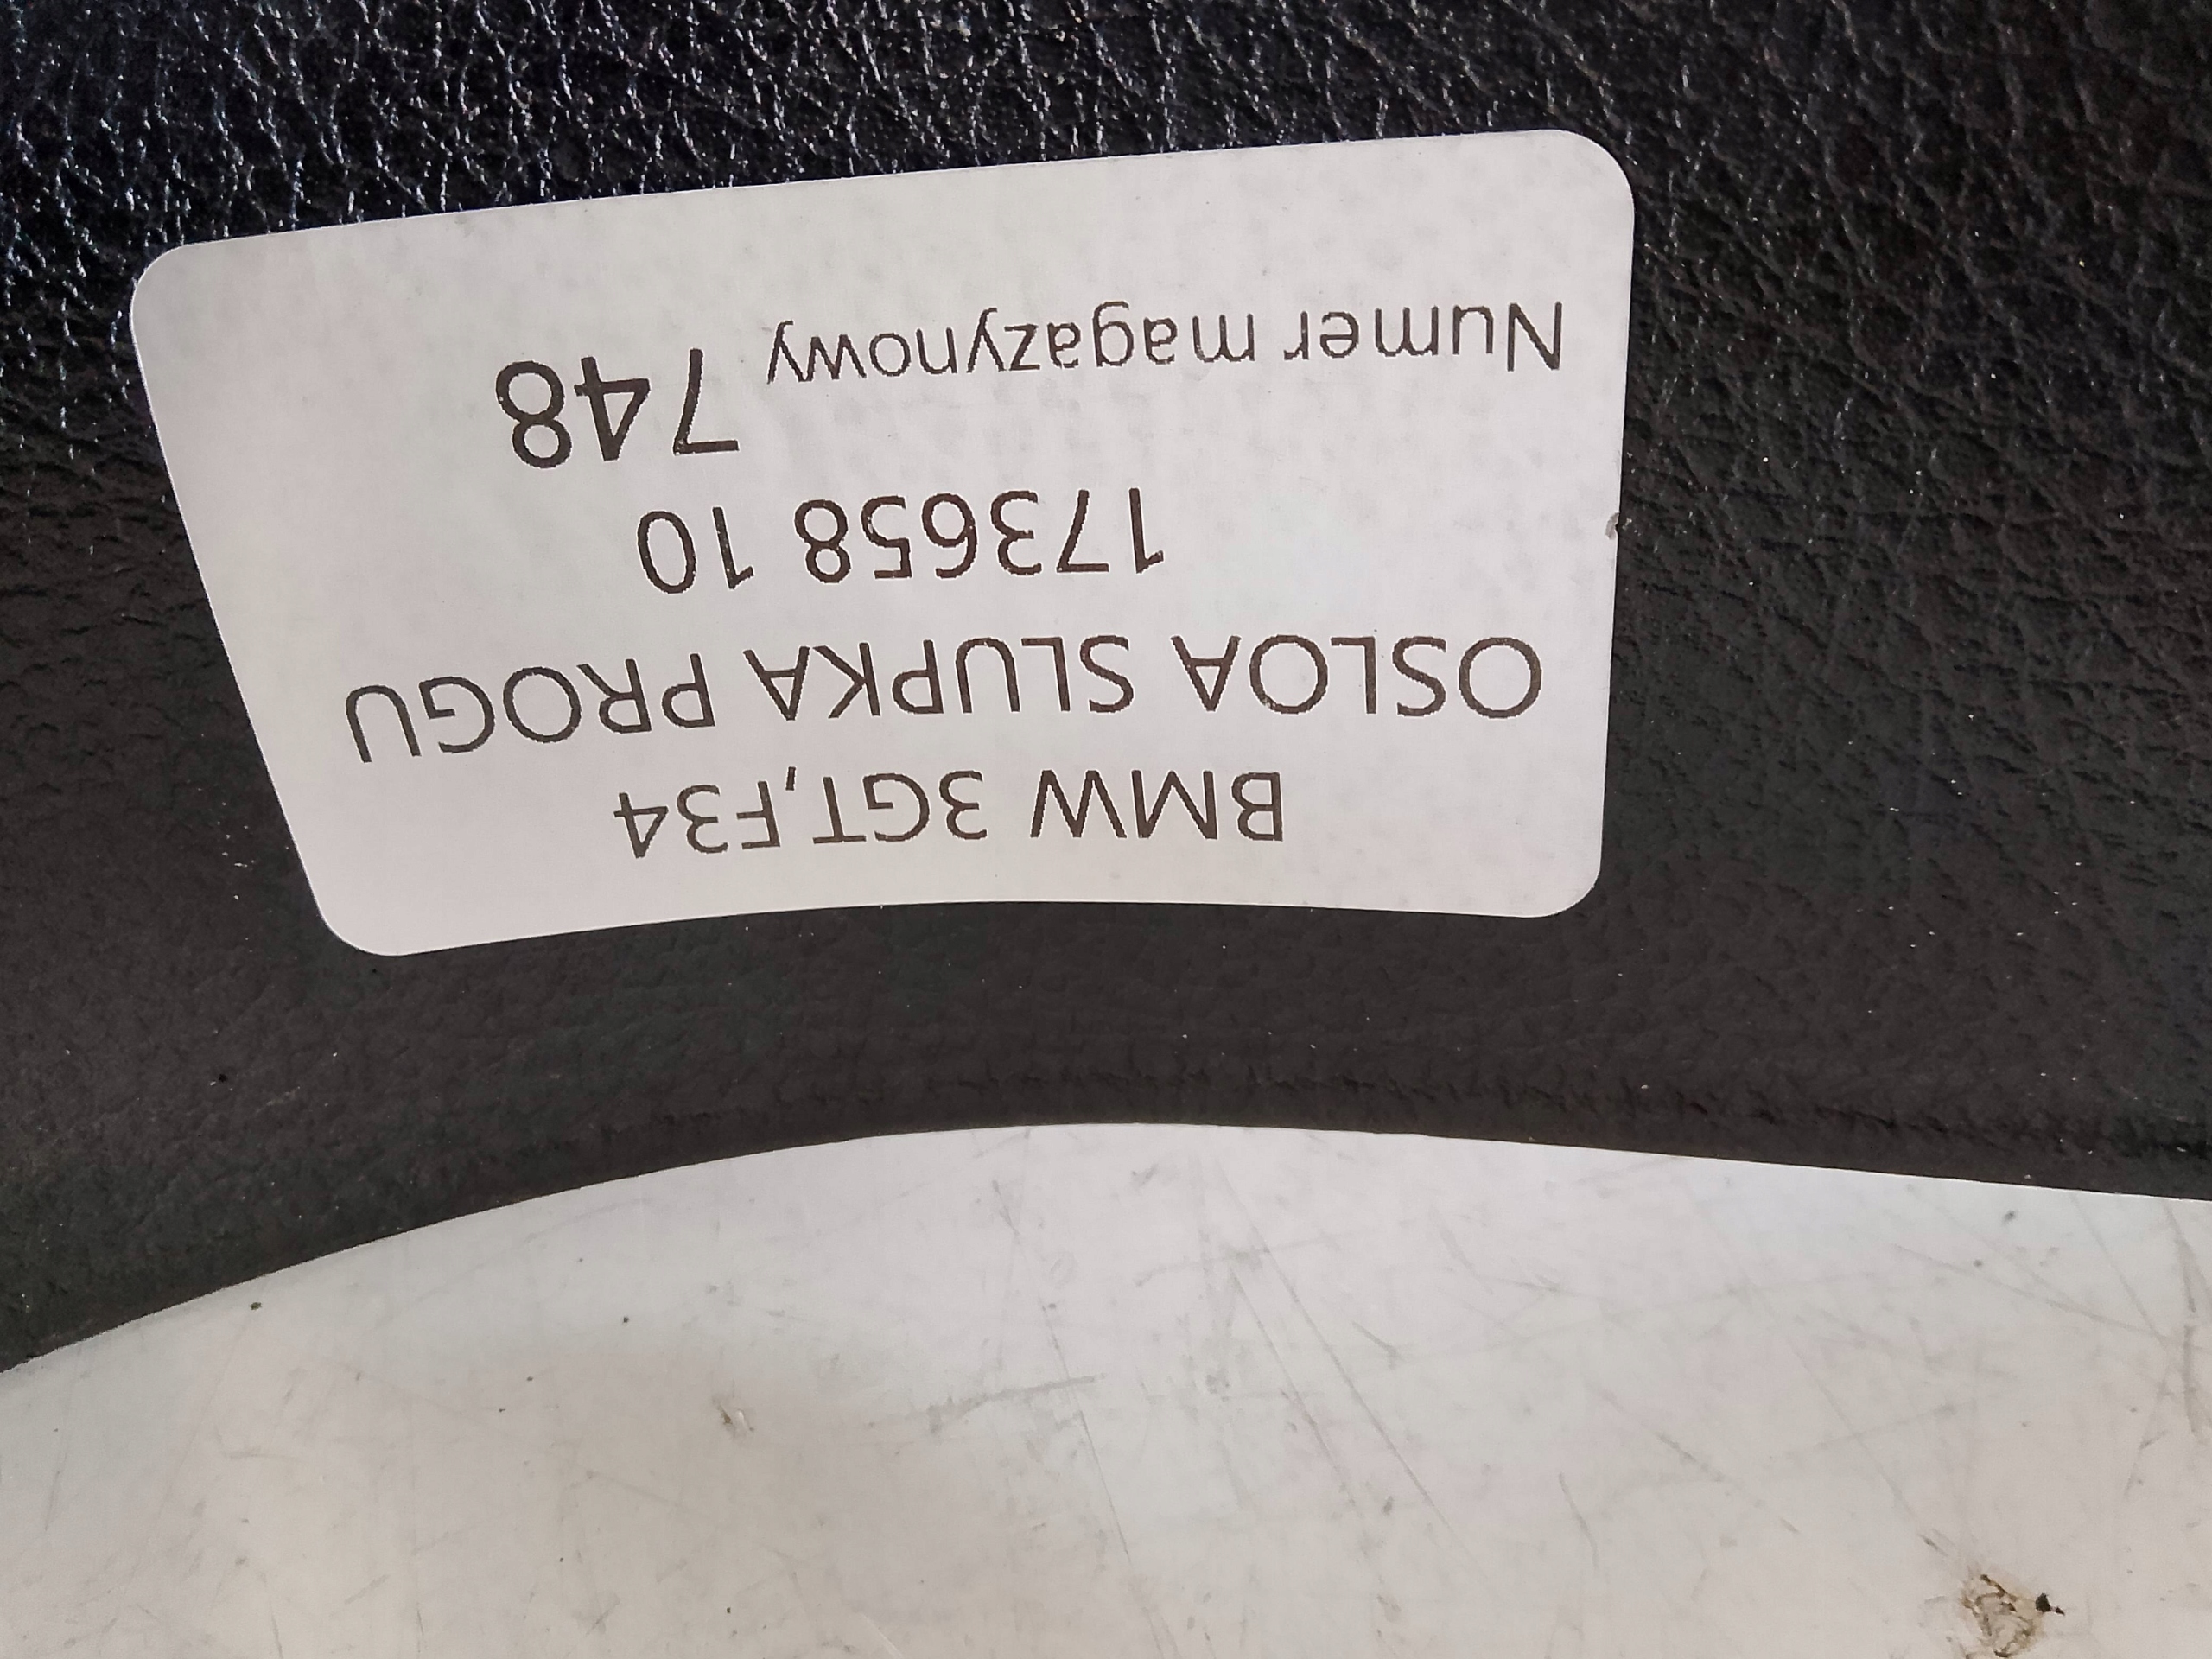 BMW 3GT,F34
OSLOA SLUPKA PROGU
173658 10
Numer magazynowy 748